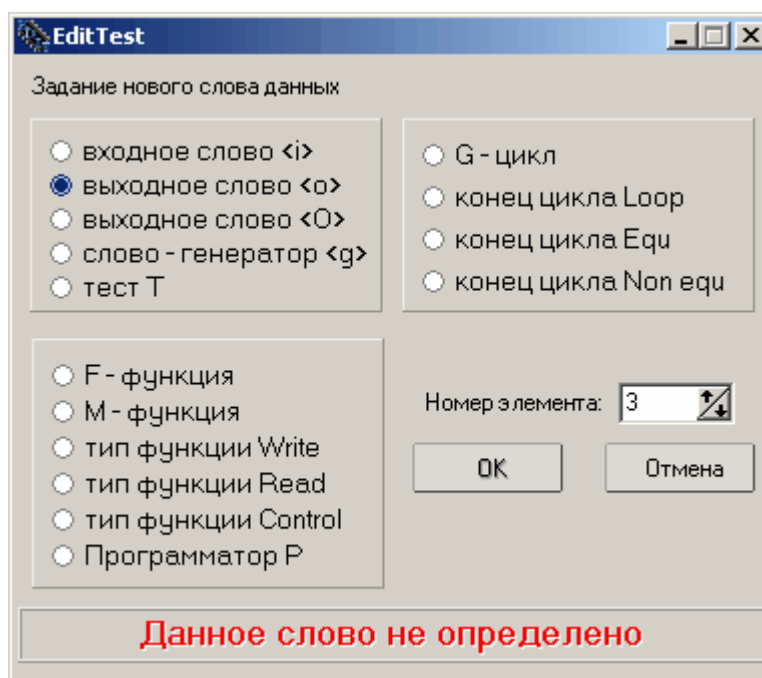 EditTest
Задание нового слова данных
входное слово <i>
выходное слово <o>
выходное слово <O>
слово - генератор <g>
тест T
G - цикл
конец цикла Loop
конец цикла Equ
конец цикла Non equ
F - функция
M - функция
тип функции Write
тип функции Read
тип функции Control
Программатор P
Номер элемента: 3
OK Отмена
Данное слово не определено